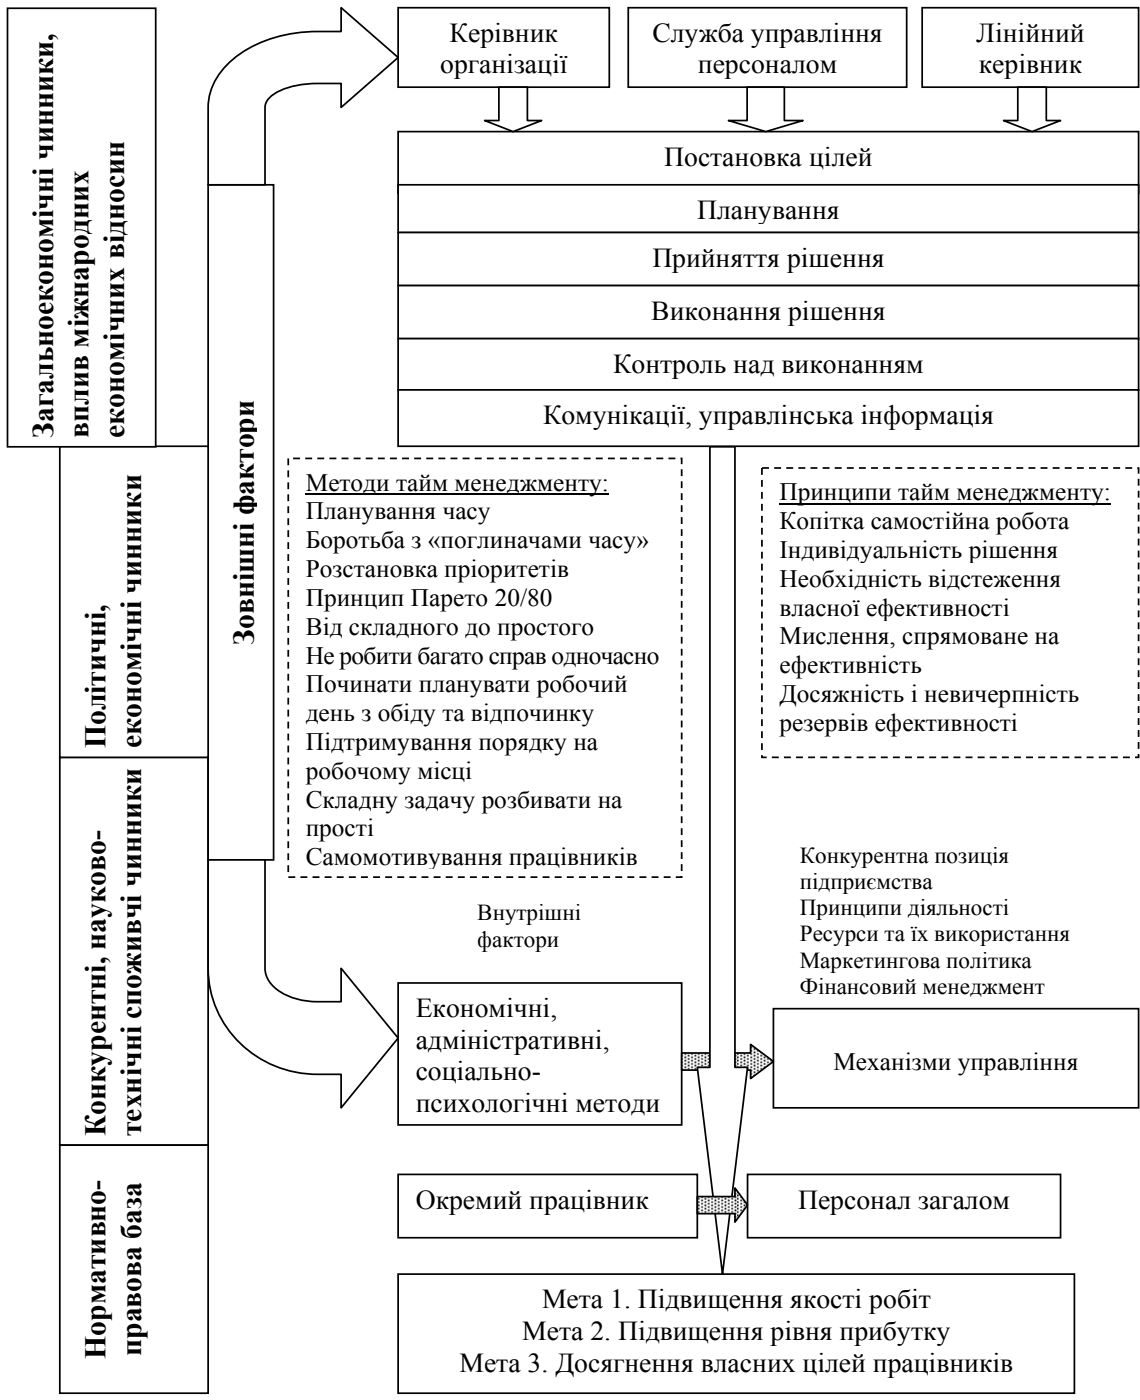 Загальноекономічні чинники,
вплив міжнародних
економічних відносин
Політичні,
економічні чинники
Конкурентні, науково-
технічні споживчі чинники
Нормативно-
правова база
Зовнішні фактори
Керівник
організації
Служба управління
персоналом
Лінійний
керівник
Постановка цілей
Планування
Прийняття рішення
Виконання рішення
Контроль над виконанням
Комунікації, управлінська інформація
Методи тайм менеджменту:
Планування часу
Боротьба з «поглиначами часу»
Розстановка пріоритетів
Принцип Парето 20/80
Від складного до простого
Не робити багато справ одночасно
Починати планувати робочий
день з обіду та відпочинку
Підтримування порядку на
робочому місці
Складну задачу розбивати на
прості
Самомотивування працівників
Принципи тайм менеджменту:
Копітка самостійна робота
Індивідуальність рішення
Необхідність відстеження
власної ефективності
Мислення, спрямоване на
ефективність
Досяжність і невичерпність
резервів ефективності
Внутрішні
фактори
Конкурентна позиція
підприємства
Принципи діяльності
Ресурси та їх використання
Маркетингова політика
Фінансовий менеджмент
Економічні,
адміністративні,
соціально-
психологічні методи
Механізми управління
Окремий працівник
Персонал загалом
Мета 1. Підвищення якості робіт
Мета 2. Підвищення рівня прибутку
Мета 3. Досягнення власних цілей працівників